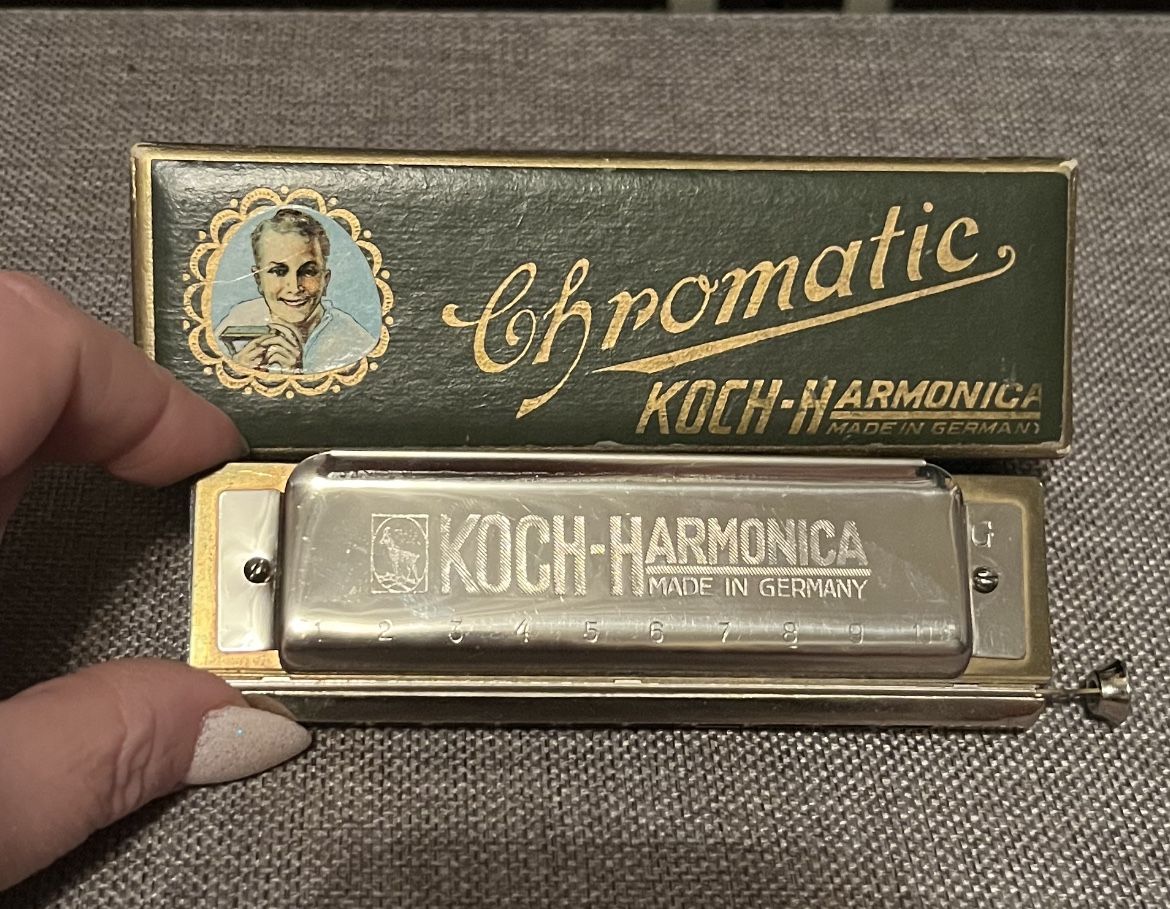 Chromatic
KOCH-HARMONICA
MADE IN GERMANY
KOCH-HARMONICA
MADE IN GERMANY
G
1 2 3 4 5 6 7 8 9 10